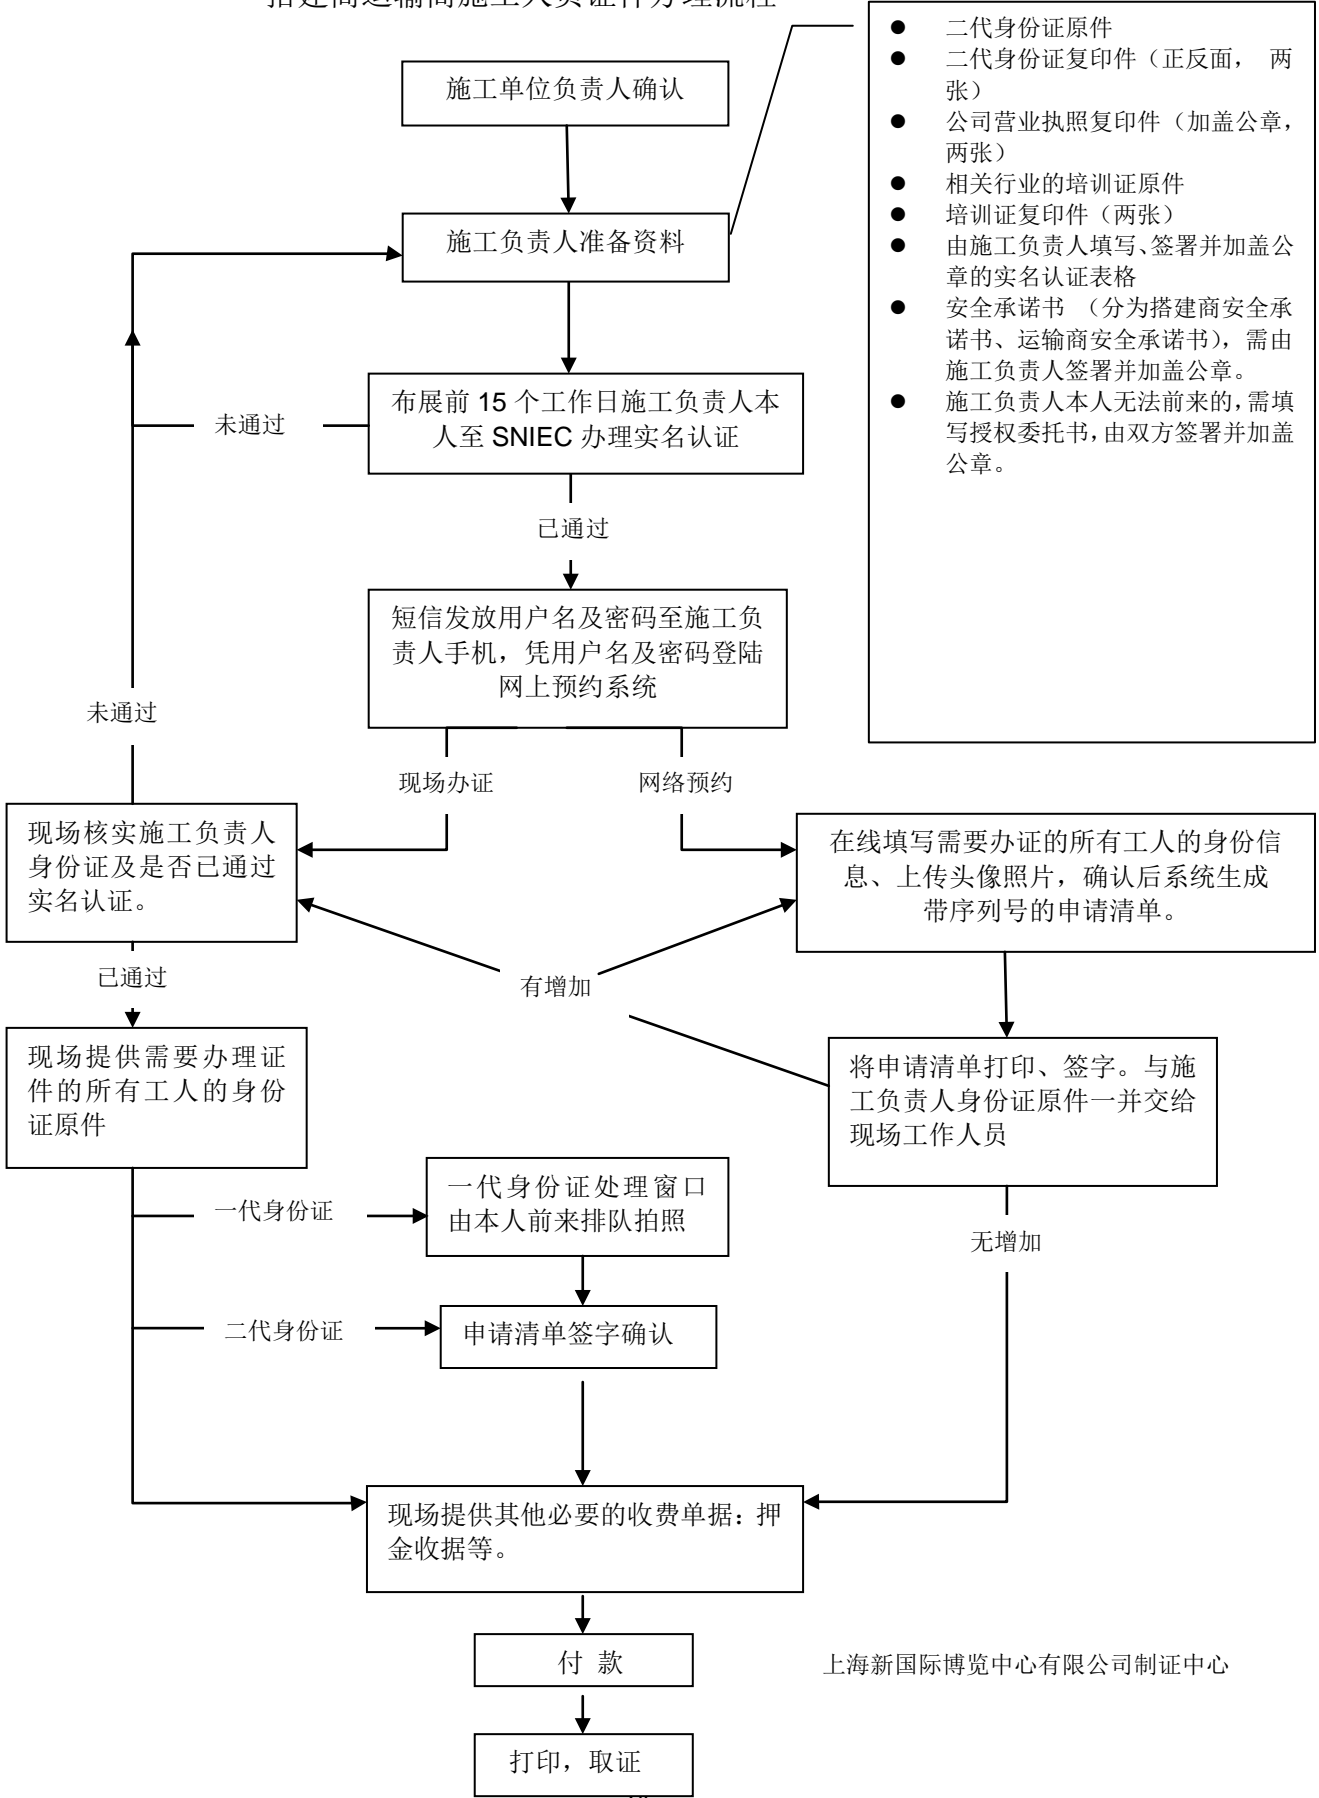 搭建商运输商施工人员证件办理流程
施工单位负责人确认
施工负责人准备资料
● 二代身份证原件
● 二代身份证复印件（正反面， 两
张）
● 公司营业执照复印件（加盖公章，
两张）
● 相关行业的培训证原件
● 培训证复印件（两张）
● 由施工负责人填写、签署并加盖公
章的实名认证表格
● 安全承诺书 （分为搭建商安全承
诺书、运输商安全承诺书），需由
施工负责人签署并加盖公章。
● 施工负责人本人无法前来的，需填
写授权委托书，由双方签署并加盖
公章。
布展前 15 个工作日施工负责人本
人至 SNIEC 办理实名认证
未通过
已通过
短信发放用户名及密码至施工负
责人手机，凭用户名及密码登陆
网上预约系统
未通过
现场办证
网络预约
现场核实施工负责人
身份证及是否已通过
实名认证。
在线填写需要办证的所有工人的身份信
息、上传头像照片，确认后系统生成
带序列号的申请清单。
已通过
有增加
现场提供需要办理证
件的所有工人的身份
证原件
将申请清单打印、签字。与施
工负责人身份证原件一并交给
现场工作人员
一代身份证
一代身份证处理窗口
由本人前来排队拍照
无增加
二代身份证
申请清单签字确认
现场提供其他必要的收费单据：押
金收据等。
付 款
上海新国际博览中心有限公司制证中心
打印，取证